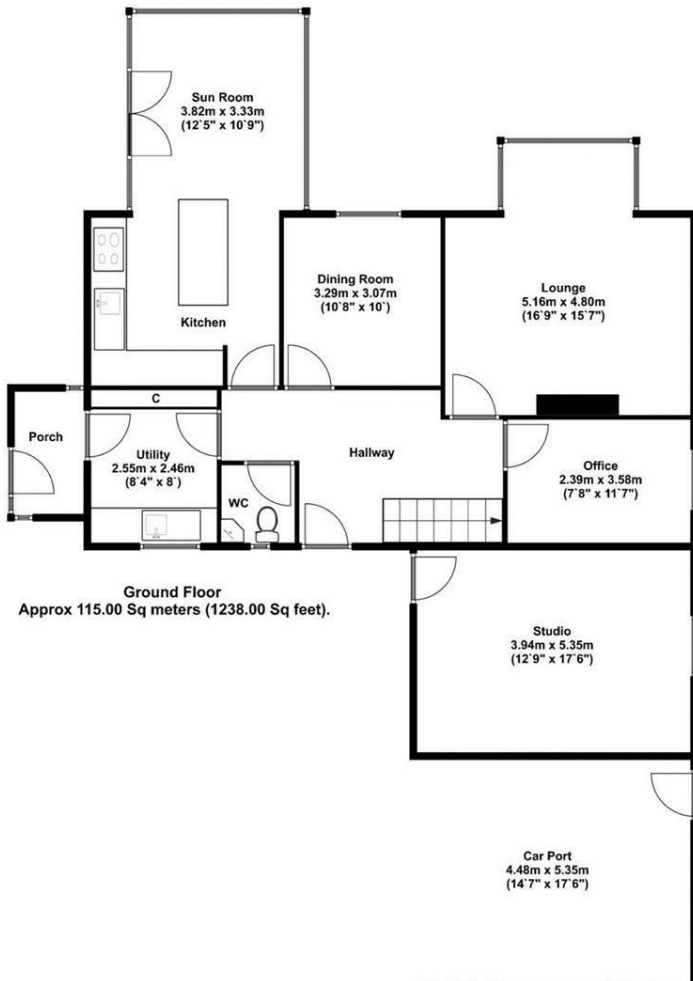 Sun Room
3.82m x 3.33m
(12`5" x 10`9")
Dining Room
3.29m x 3.07m
(10`8" x 10`)
Lounge
5.16m x 4.80m
(16`9" x 15`7")
Kitchen
C
Porch
Utility
2.55m x 2.46m
(8`4" x 8`)
WC
Hallway
Office
2.39m x 3.58m
(7`8" x 11`7")
Ground Floor
Approx 115.00 Sq meters (1238.00 Sq feet).
Studio
3.94m x 5.35m
(12`9" x 17`6")
Car Port
4.48m x 5.35m
(14`7" x 17`6")